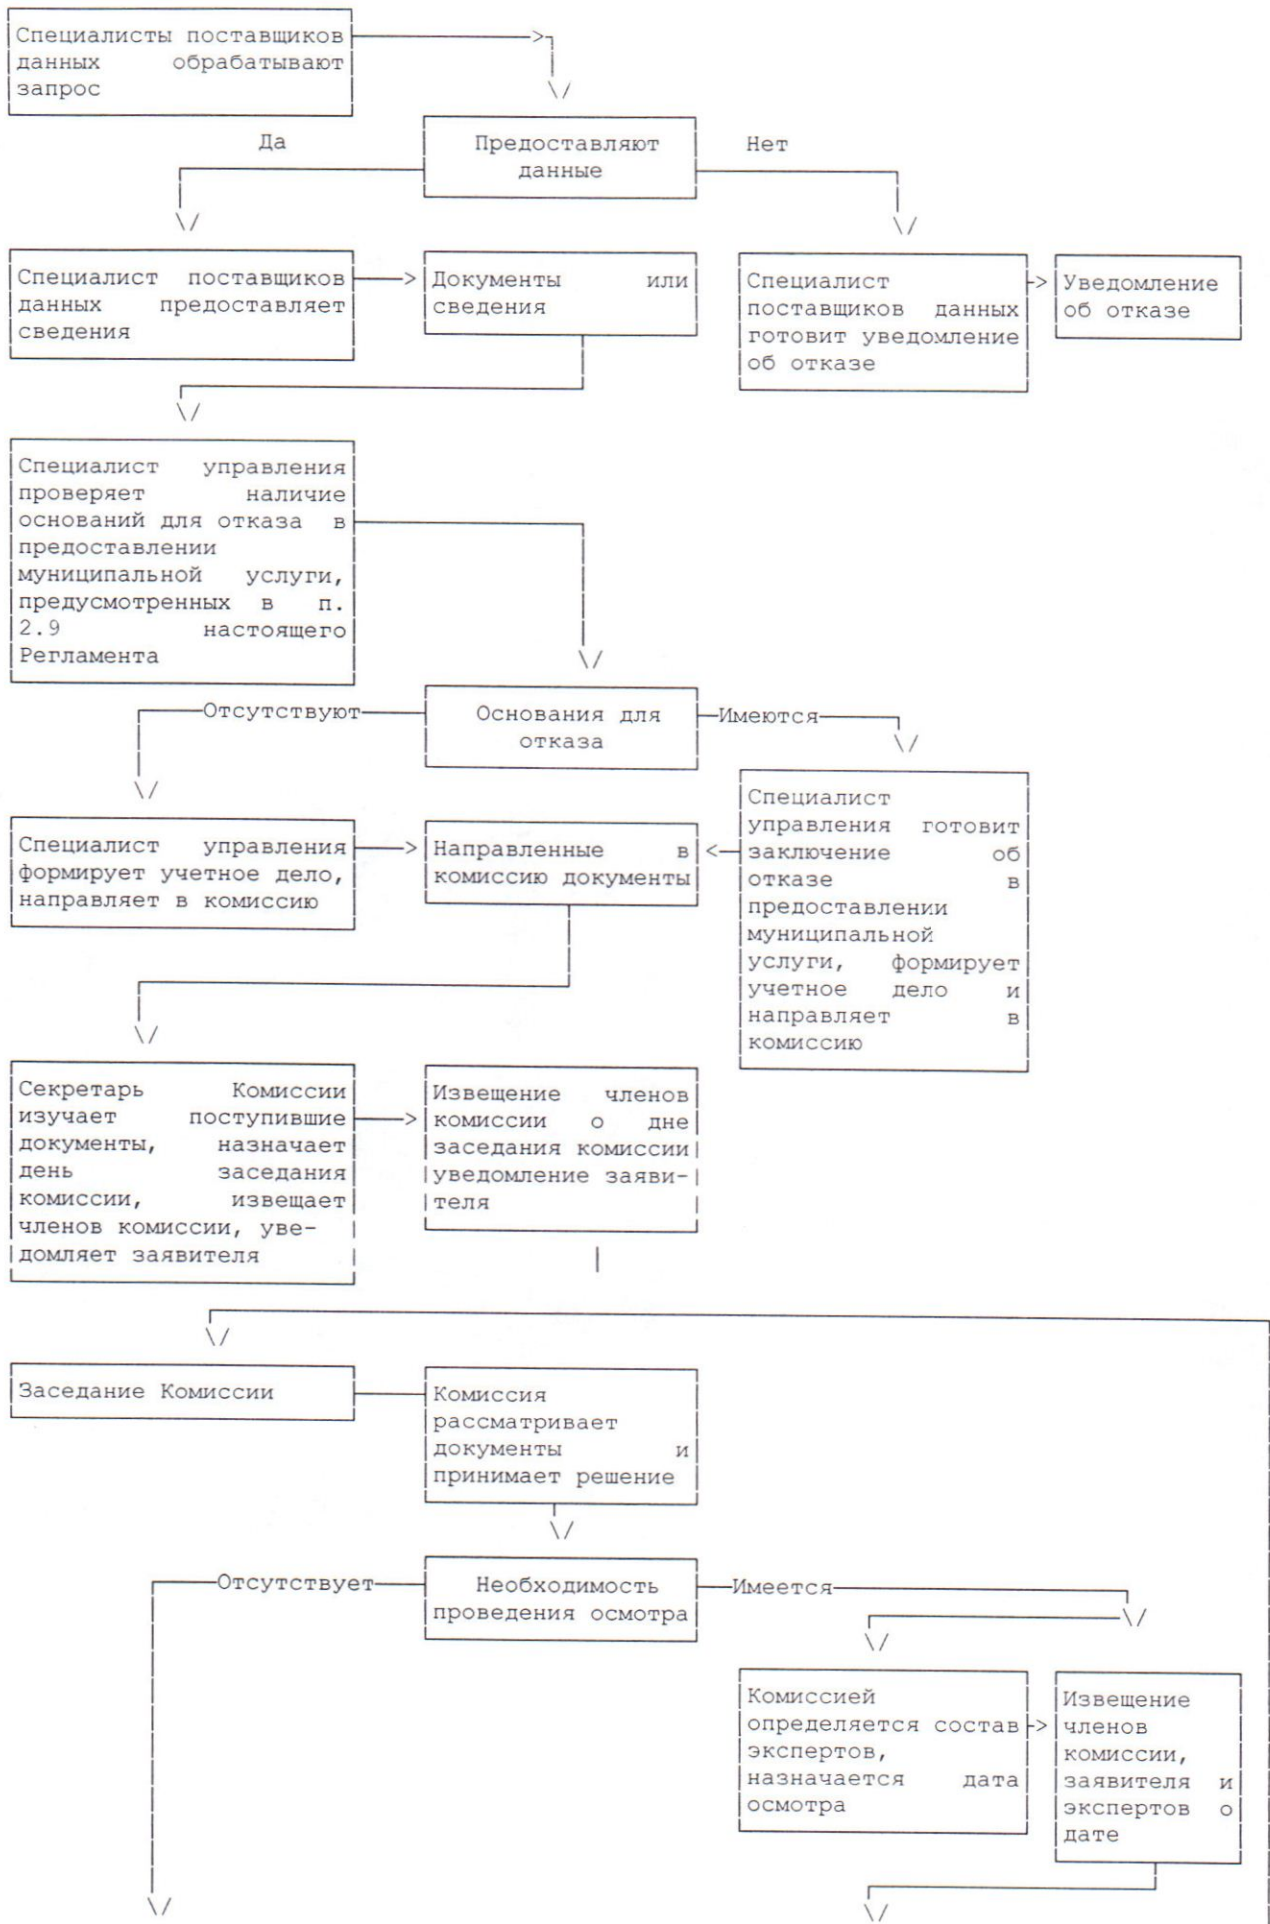 Специалисты поставщиков
данных обрабатывают
запрос
Да
Предоставляют
данные
Нет
Специалист поставщиков
данных предоставляет
сведения
Документы или
сведения
Специалист
поставщиков данных
готовит уведомление
об отказе
Уведомление
об отказе
Специалист управления
проверяет наличие
оснований для отказа в
предоставлении
муниципальной услуги,
предусмотренных в п.
2.9 настоящего
Регламента
Отсутствуют
Основания для
отказа
Имеются
Специалист управления
формирует учетное дело,
направляет в комиссию
Направленные в
комиссию документы
Специалист
управления готовит
заключение об
отказе в
предоставлении
муниципальной
услуги, формирует
учетное дело и
направляет в
комиссию
Секретарь Комиссии
изучает поступившие
документы, назначает
день заседания
комиссии, извещает
членов комиссии, уве-
домляет заявителя
Извещение членов
комиссии о дне
заседания комиссии
уведомление заяви-
теля
Заседание Комиссии
Комиссия
рассматривает
документы и
принимает решение
Отсутствует
Необходимость
проведения осмотра
Имеется
Комиссией
определяется состав
экспертов,
назначается дата
осмотра
Извещение
членов
комиссии,
заявителя и
экспертов о
дате